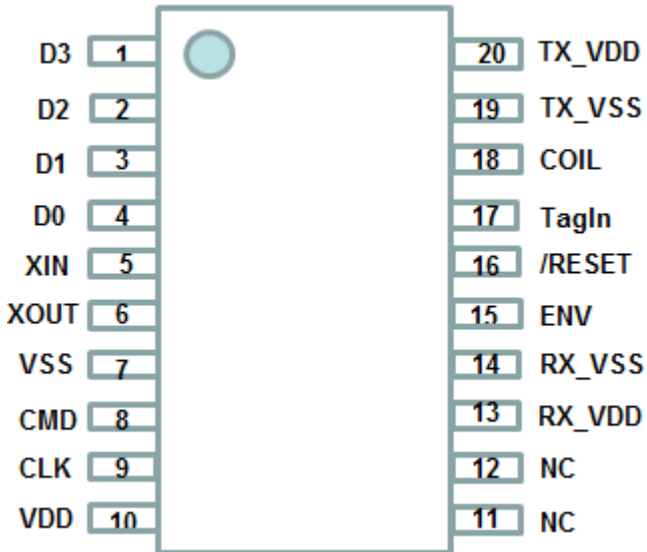 D3 1 20 TX_VDD
D2 2 19 TX_VSS
D1 3 18 COIL
D0 4 17 TagIn
XIN 5 16 /RESET
XOUT 6 15 ENV
VSS 7 14 RX_VSS
CMD 8 13 RX_VDD
CLK 9 12 NC
VDD 10 11 NC